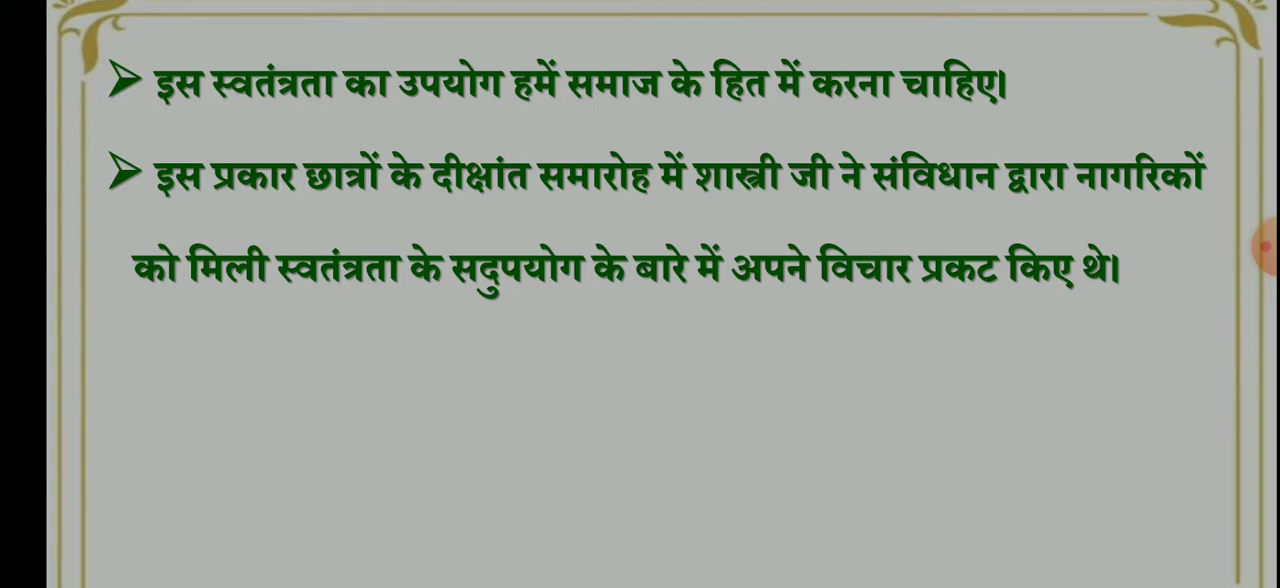 ➢ इस स्वतंत्रता का उपयोग हमें समाज के हित में करना चाहिए।
➢ इस प्रकार छात्रों के दीक्षांत समारोह में शास्त्री जी ने संविधान द्वारा नागरिकों
को मिली स्वतंत्रता के सदुपयोग के बारे में अपने विचार प्रकट किए थे।